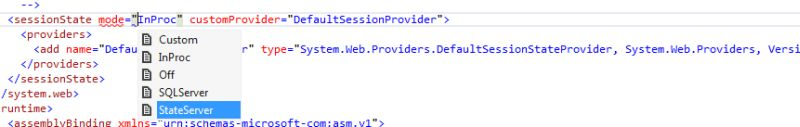 -->
<sessionState mode="InProc" customProvider="DefaultSessionProvider">
<providers>
<add name="Defau er" type="System.Web.Providers.DefaultSessionStateProvider, System.Web.Providers, Versi
</providers>
</sessionState>
/system.web>
runtime>
<assemblyBinding xmlns="urn:schemas-microsoft-com:asm.v1">
Custom
InProc
Off
SQLServer
StateServer